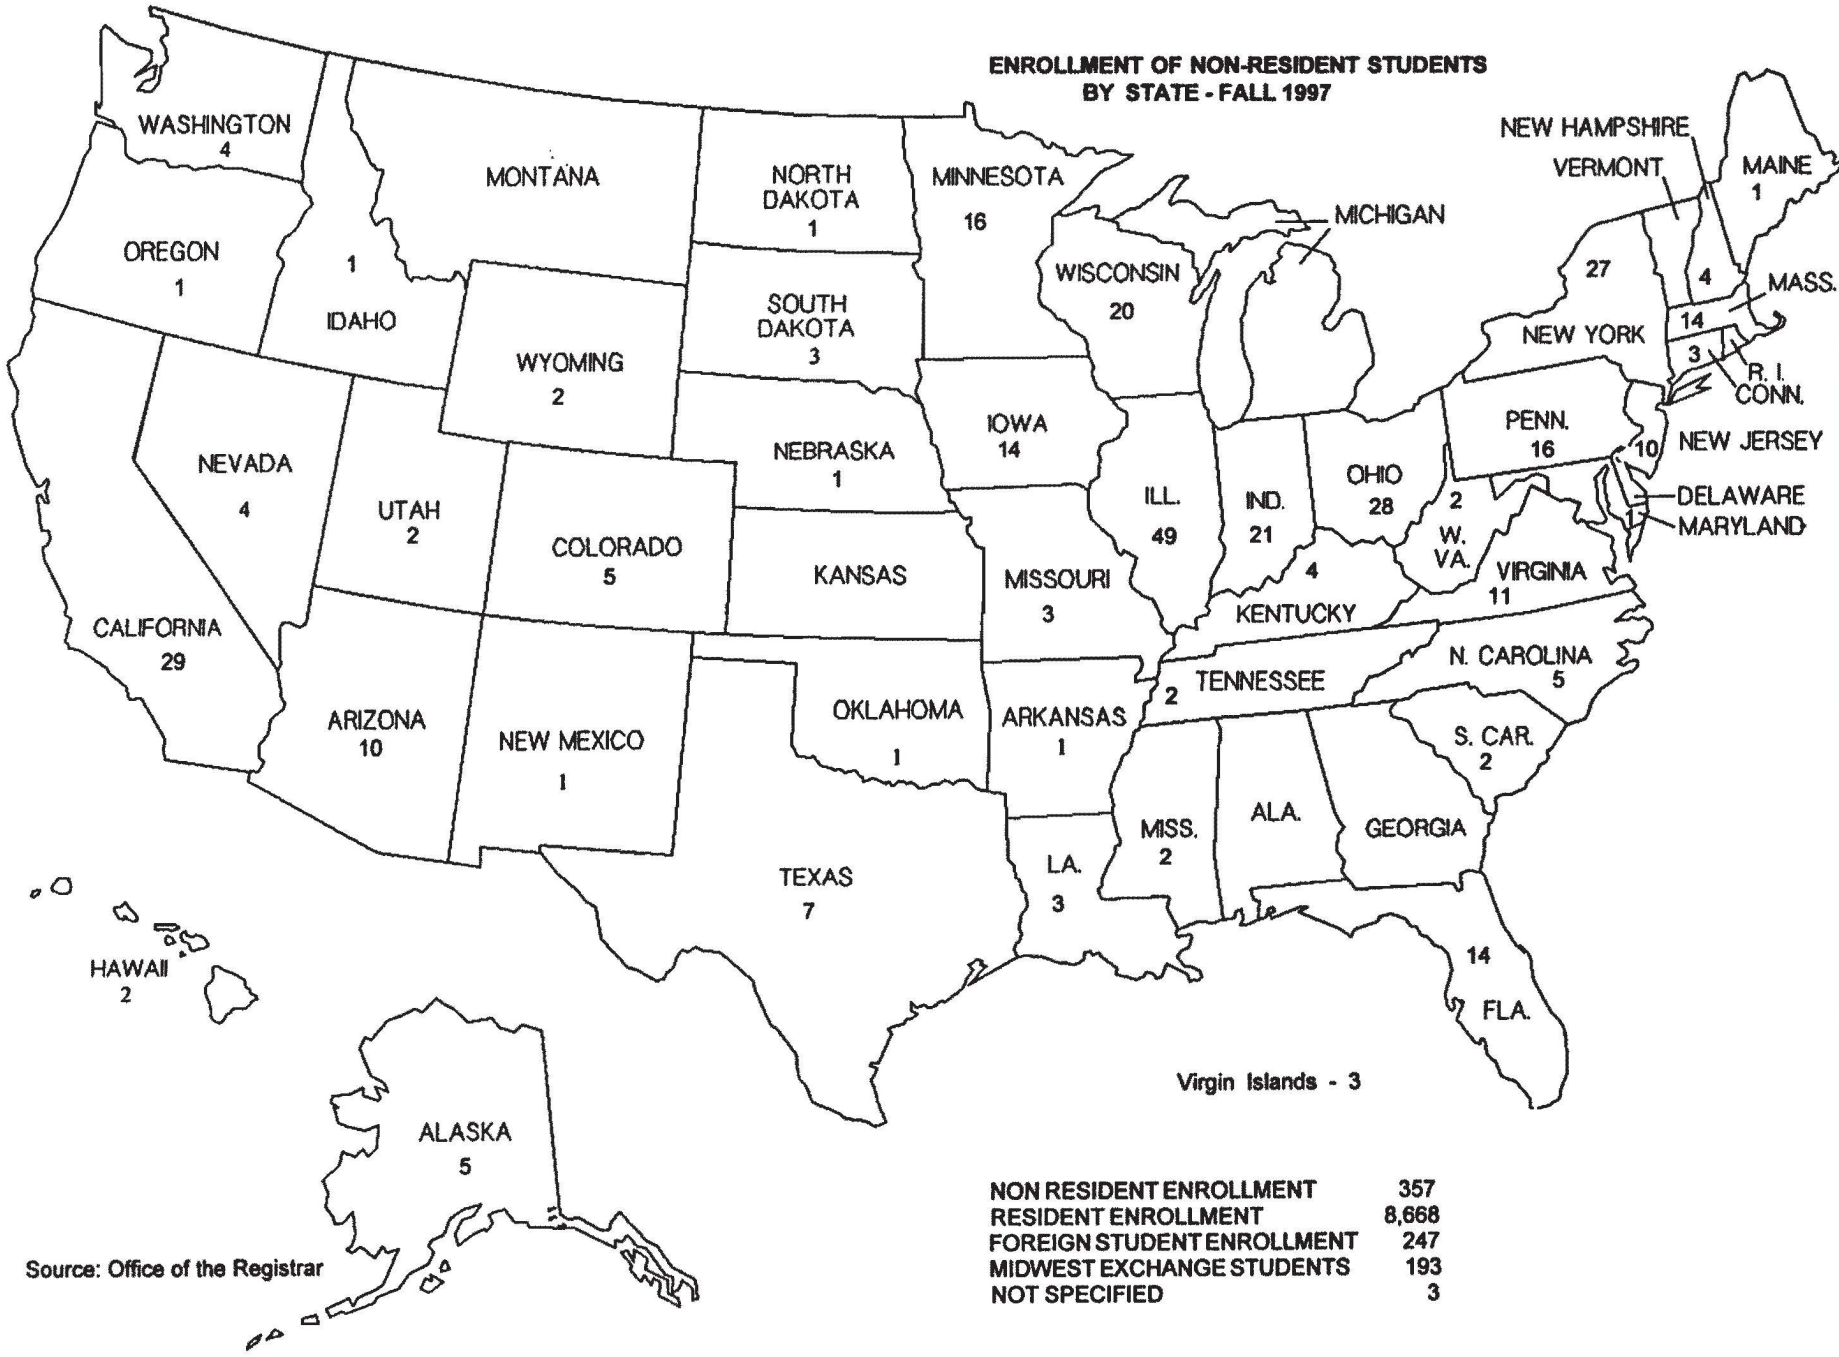 ENROLLMENT OF NON-RESIDENT STUDENTS
BY STATE - FALL 1997
WASHINGTON
4
MONTANA
NORTH
DAKOTA
1
MINNESOTA
16
NEW HAMPSHIRE
VERMONT
MAINE
1
MICHIGAN
OREGON
1
1
IDAHO
WISCONSIN
20
27
NEW YORK
4
MASS.
14
3
R. I.
CONN.
SOUTH
DAKOTA
3
WYOMING
2
IOWA
14
PENN.
16
10
NEW JERSEY
NEVADA
4
NEBRASKA
1
UTAH
2
COLORADO
5
KANSAS
MISSOURI
3
ILL.
49
IND.
21
OHIO
28
2
W.
VA.
DELAWARE
1
MARYLAND
VIRGINIA
11
4
KENTUCKY
CALIFORNIA
29
ARIZONA
10
NEW MEXICO
1
OKLAHOMA
1
ARKANSAS
1
2
TENNESSEE
N. CAROLINA
5
S. CAR.
2
MISS.
2
ALA.
GEORGIA
TEXAS
7
LA.
3
14
FLA.
HAWAII
2
Virgin Islands - 3
ALASKA
5
NON RESIDENT ENROLLMENT 357
RESIDENT ENROLLMENT 8,668
FOREIGN STUDENT ENROLLMENT 247
MIDWEST EXCHANGE STUDENTS 193
NOT SPECIFIED 3
Source: Office of the Registrar